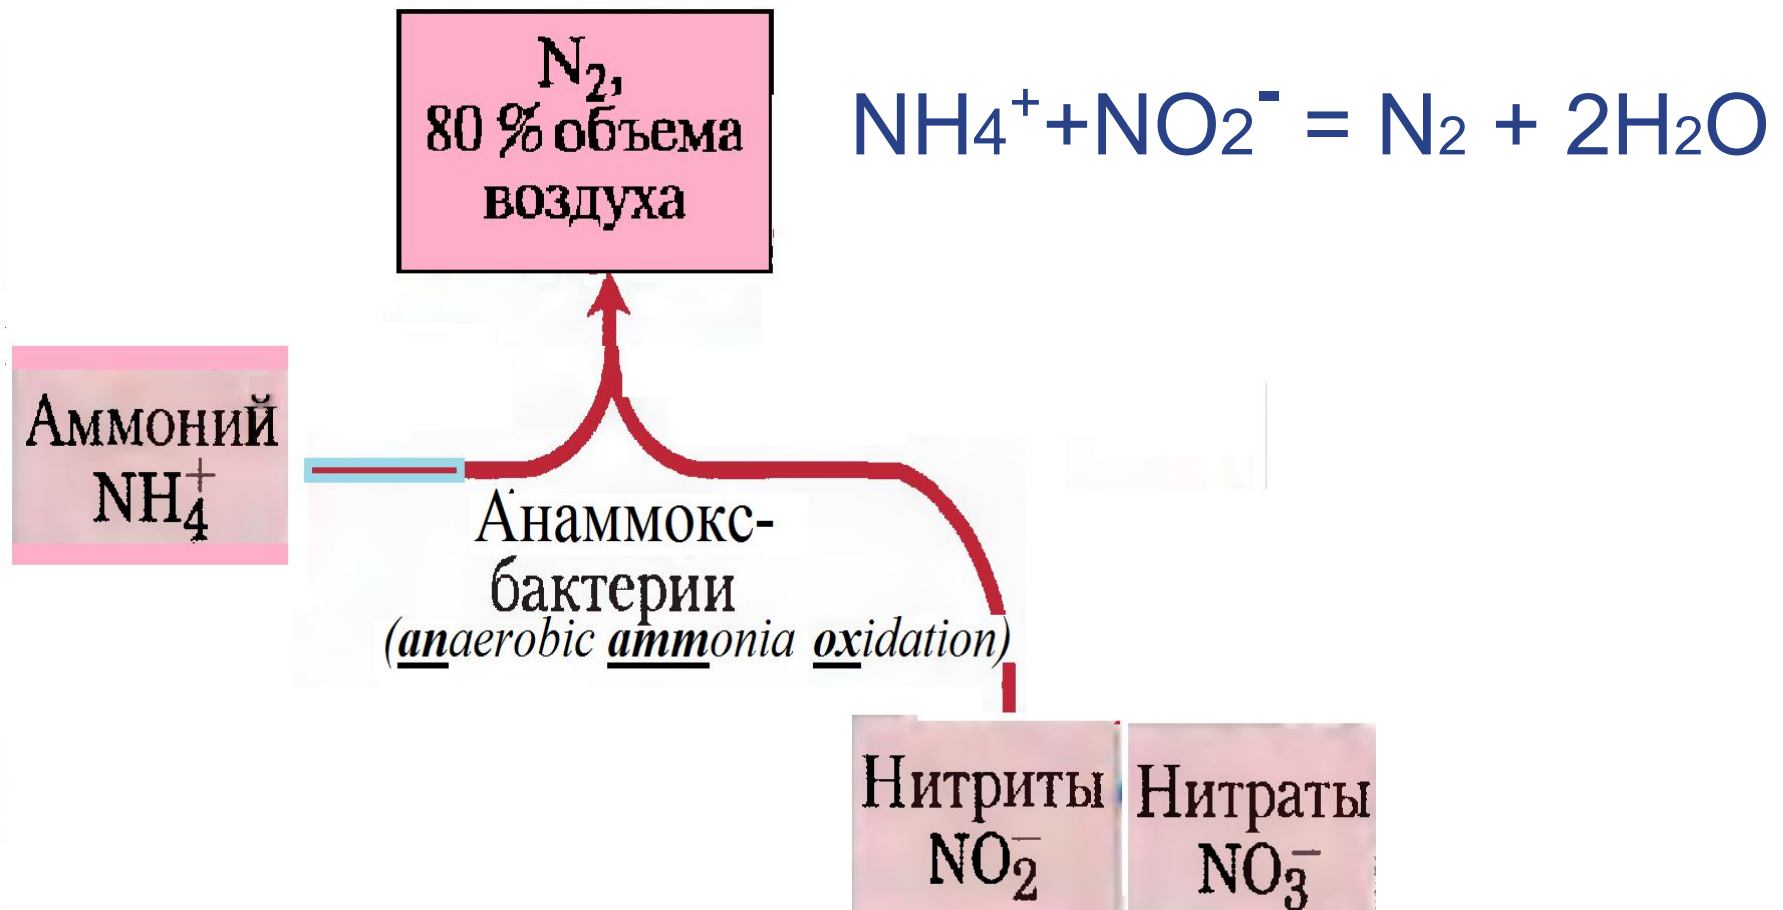 N₂,
80 % объема
воздуха
NH₄⁺+NO₂⁻ = N₂ + 2H₂O
Аммоний
NH₄⁺
Анаммокс-
бактерии
(anaerobic ammonia oxidation)
Нитриты
NO₂⁻
Нитраты
NO₃⁻